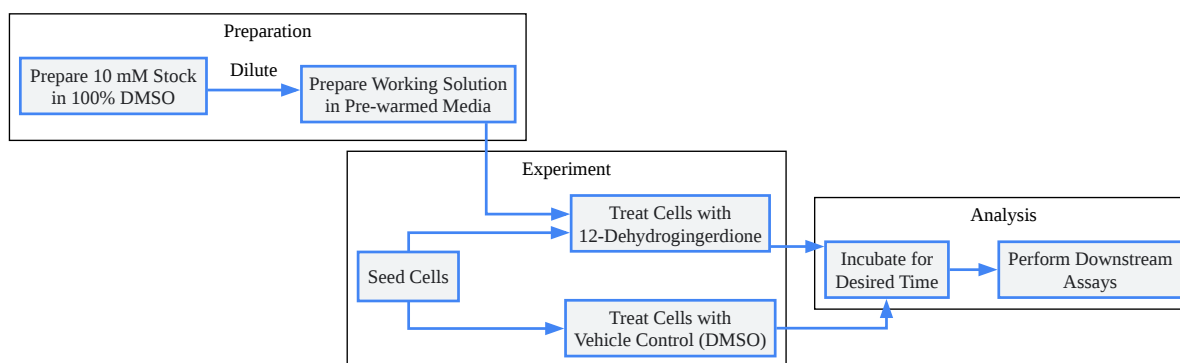 Preparation
Prepare 10 mM Stock
in 100% DMSO
Dilute
Prepare Working Solution
in Pre-warmed Media
Experiment
Treat Cells with
12-Dehydrogingerdione
Seed Cells
Treat Cells with
Vehicle Control (DMSO)
Analysis
Incubate for
Desired Time
Perform Downstream
Assays